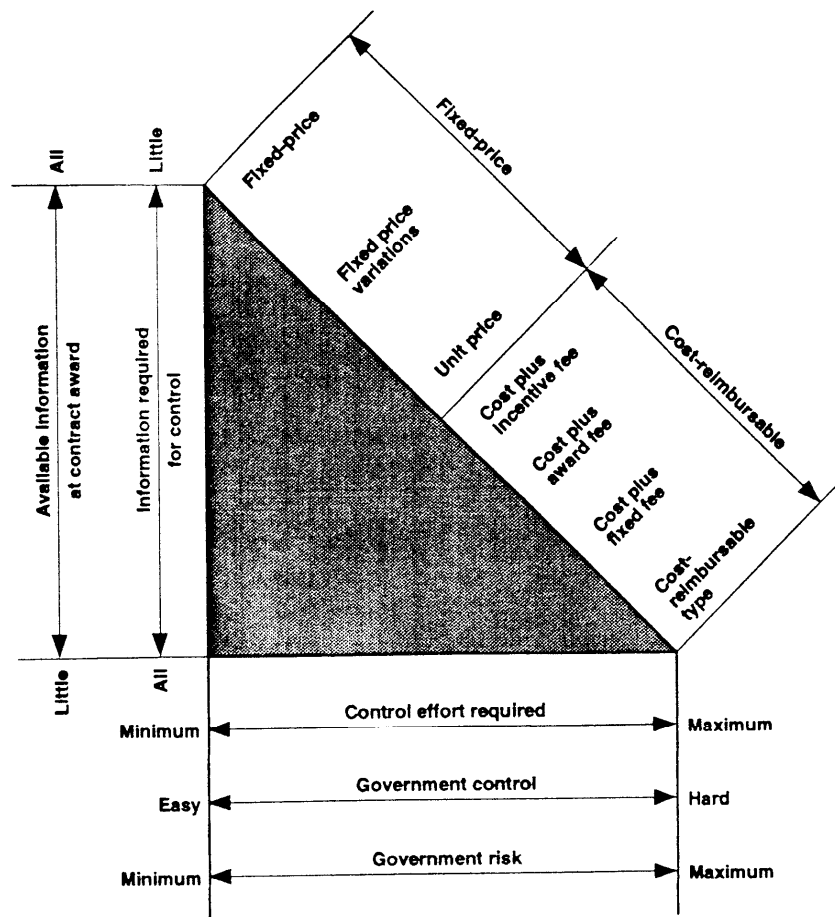 Fixed-price
Fixed-price
All
Little
Fixed price
variations
Unit price
Cost-reimbursable
Cost plus
incentive fee
Cost plus
award fee
Cost plus
fixed fee
Cost-
reimbursable
type
Available information
at contract award
Information required
for control
Little
All
Minimum
Control effort required
Maximum
Easy
Government control
Hard
Minimum
Government risk
Maximum